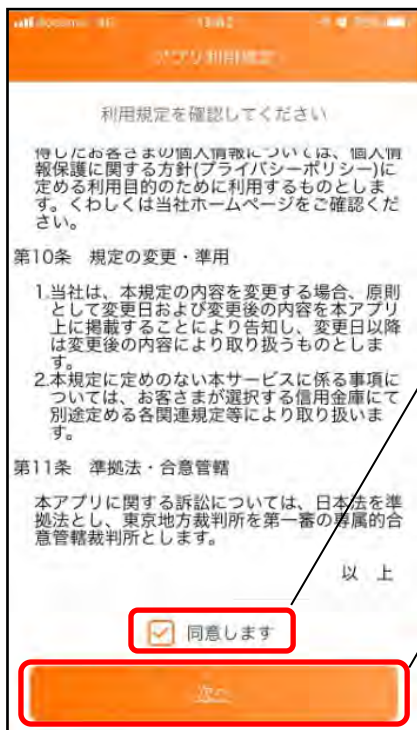 アプリ利用規定
利用規定を確認してください
得したお客さまの個人情報については、個人情
報保護に関する方針(プライバシーポリシー)に
定める利用目的のために利用するものとしま
す。くわしくは当社ホームページをご確認くだ
さい。
第10条 規定の変更・準用
1.当社は、本規定の内容を変更する場合、原則
として変更日および変更後の内容を本アプリ
上に掲載することにより告知し、変更日以降
は変更後の内容により取り扱うものとしま
す。
2.本規定に定めのない本サービスに係る事項に
ついては、お客さまが選択する信用金庫にて
別途定める各関連規定等により取り扱いま
す。
第11条 準拠法・合意管轄
本アプリに関する訴訟については、日本法を準
拠法とし、東京地方裁判所を第一審の専属的合
意管轄裁判所とします。
以 上
同意します
次へ